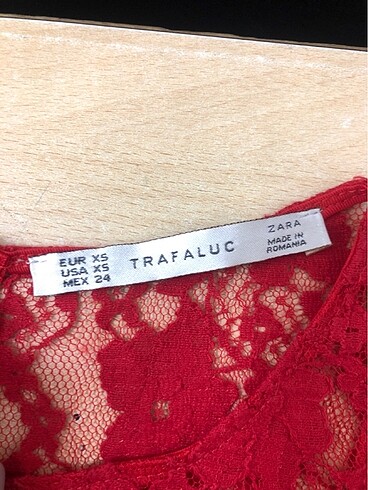 EUR XS
USA XS
MEX 24
TRAFALUC
ZARA
MADE IN
ROMANIA